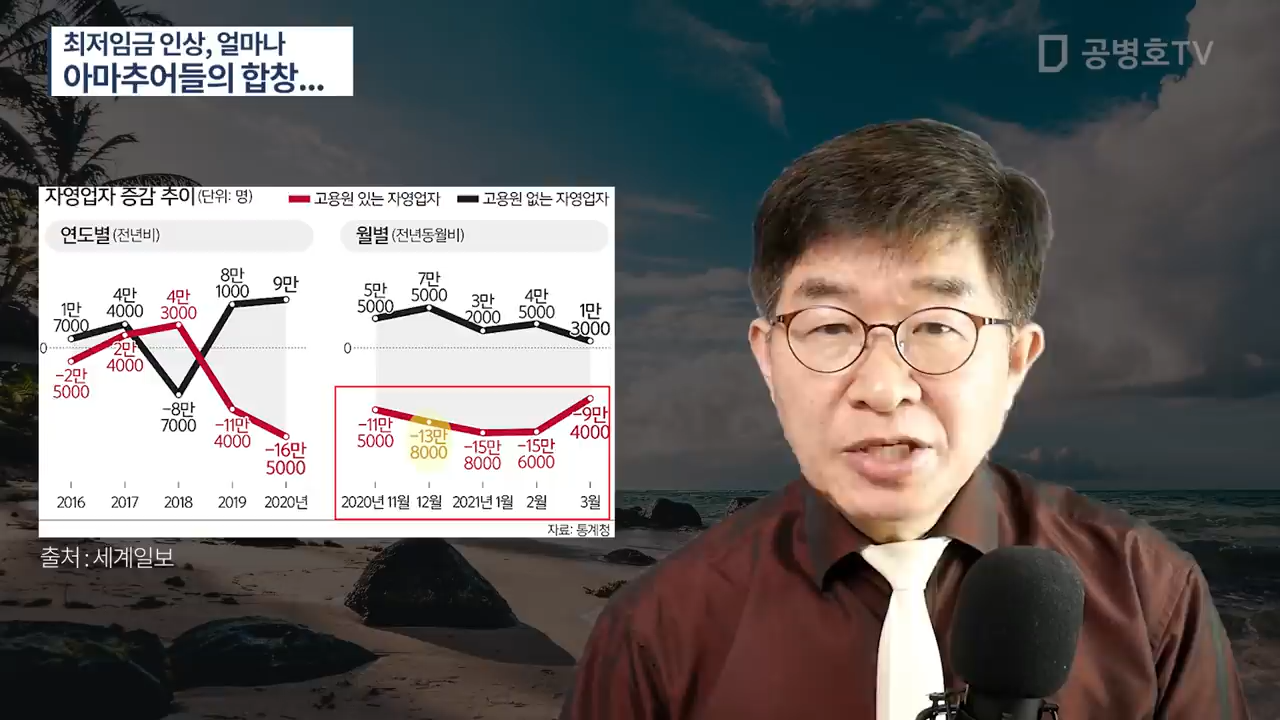 최저임금 인상, 얼마나
아마추어들의 합창...
공병호TV
자영업자 증감 추이(단위: 명)
고용원 있는 자영업자
고용원 없는 자영업자
연도별(전년비)
월별(전년동월비)
1만
7000
4만
4000
4만
3000
8만
1000
9만
0
-2만
5000
2만
4000
-8만
7000
-11만
4000
-16만
5000
2016
2017
2018
2019
2020년
5만
5000
7만
5000
3만
2000
4만
5000
1만
3000
0
-11만
5000
-13만
8000
-15만
8000
-15만
6000
-9만
4000
2020년 11월
12월
2021년 1월
2월
3월
자료: 통계청
출처 : 세계일보